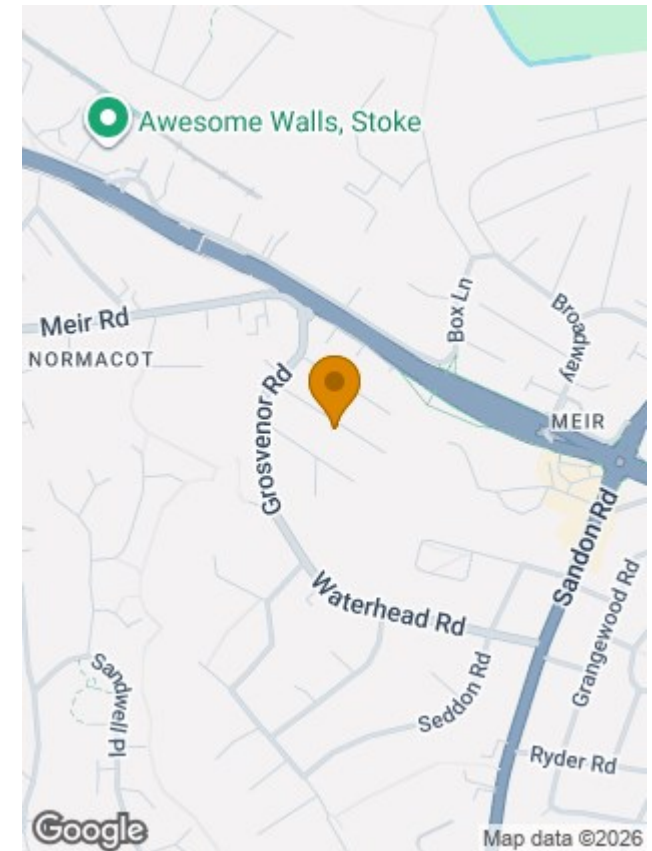 Awesome Walls, Stoke
Meir Rd
NORMACOT
Box Ln
Broadway
MEIR
Grosvenor Rd
Sandon Rd
Waterhead Rd
Grangewood Rd
Seddon Rd
Sandwell Pl
Ryder Rd
Google
Map data ©2026